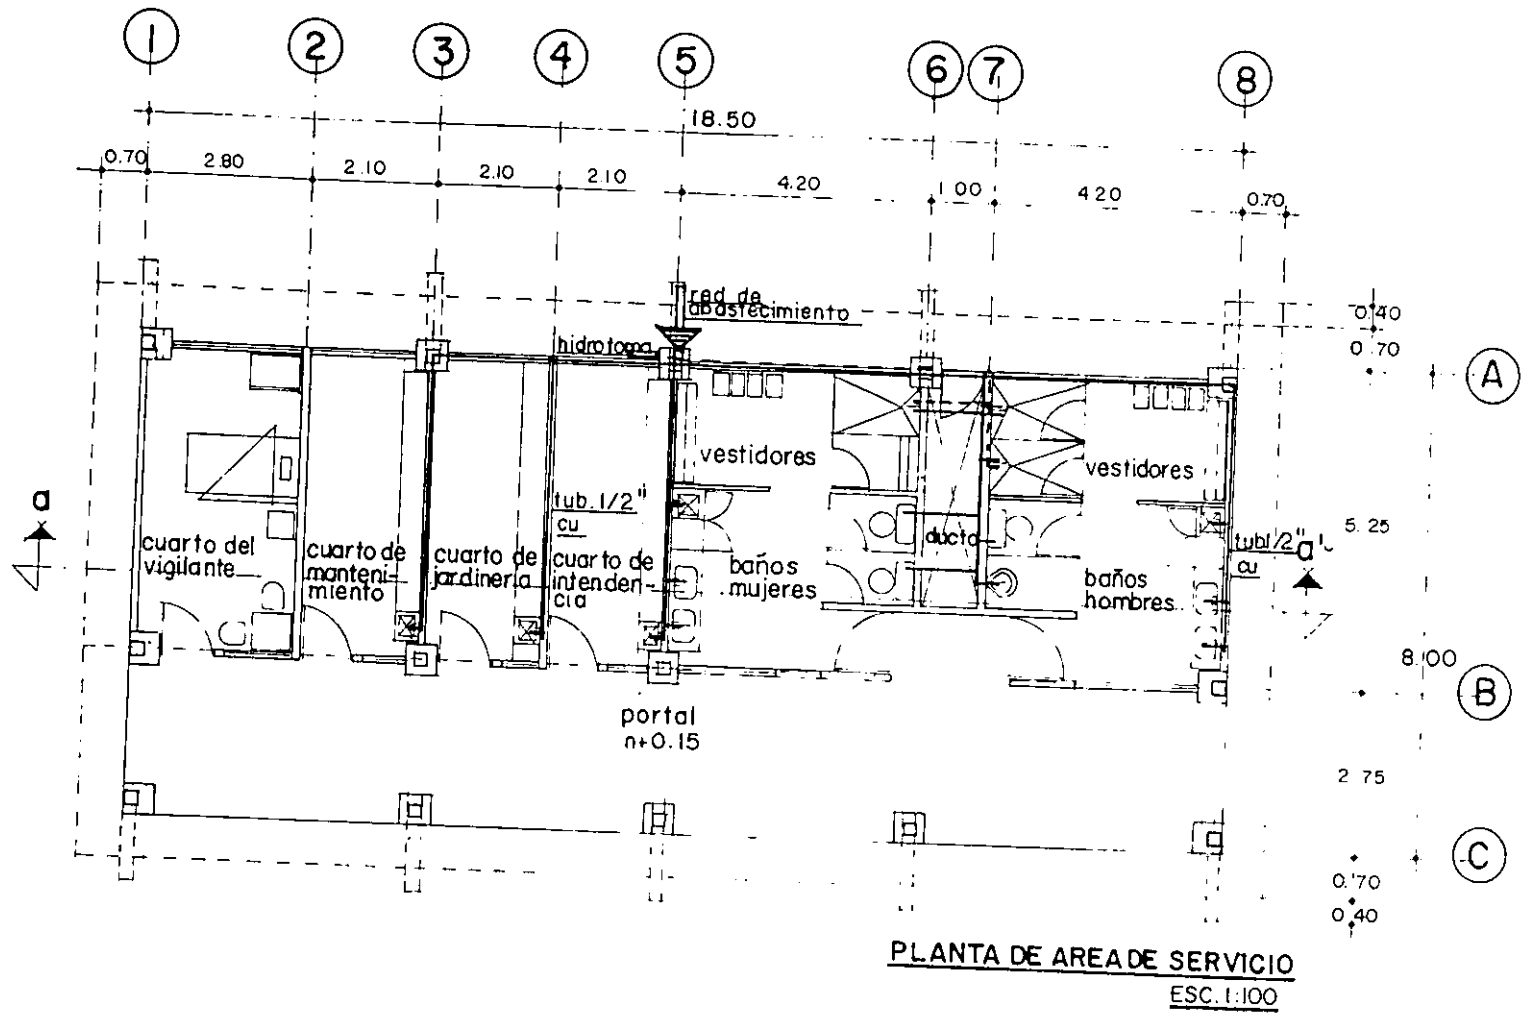 1 2 3 4 5 6 7 8
18.50
0.70 2.80 2.10 2.10 2.10 4.20 1.00 4.20 0.70
red de
abastecimiento
hidrotoma
0.40
0.70
A
vestidores
vestidores
a
tub. 1/2"
cu
5.25
ducto
tub1/2"
cu
a'
cuarto del
vigilante
cuarto de
manteni-
miento
cuarto de
jardineria
cuarto de
intenden-
cia
baños
mujeres
baños
hombres
8.00
B
portal
n+0.15
2.75
C
0.70
0.40
PLANTA DE AREA DE SERVICIO
ESC. 1:100